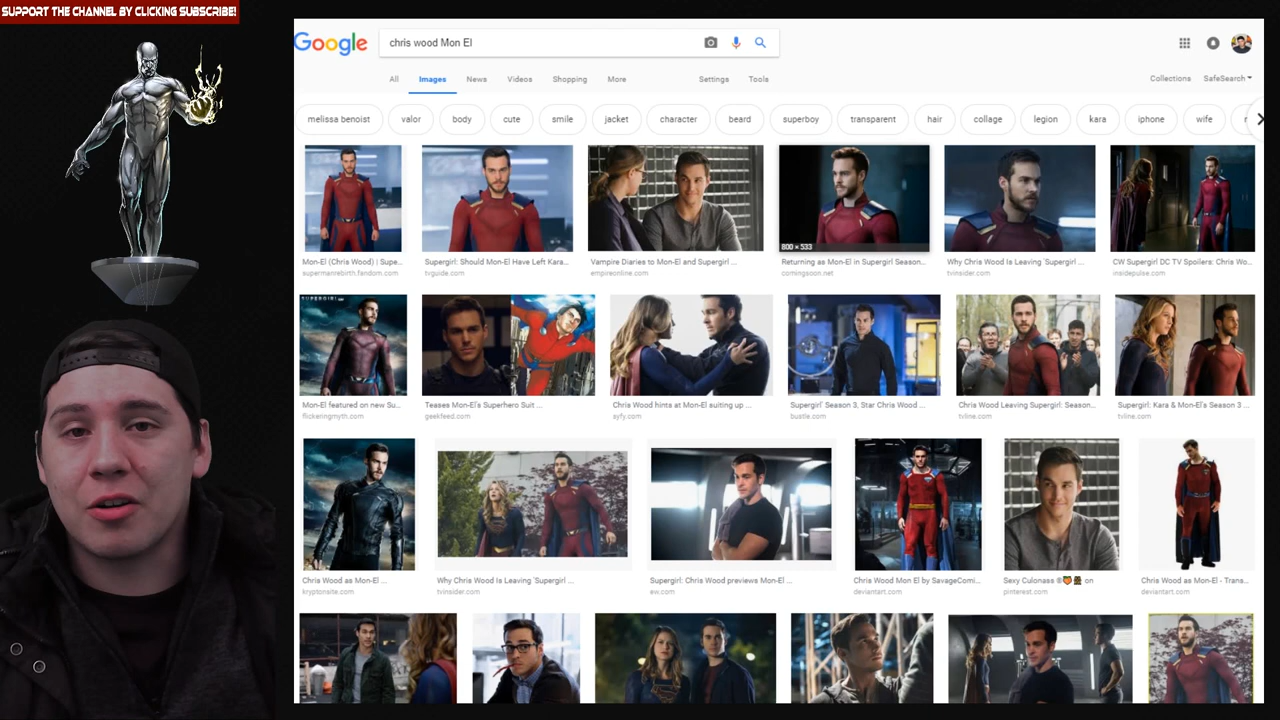 SUPPORT THE CHANNEL BY CLICKING SUBSCRIBE!
Google
chris wood Mon El
All Images News Videos Shopping More Settings Tools
Collections SafeSearch
melissa benoist valor body cute smile jacket character beard superboy transparent hair collage legion kara iphone wife
800 × 533
Mon-El (Chris Wood) | Supe... Supergirl: Should Mon-El Have Left Kara... Vampire Diaries to Mon-El and Supergirl ... Returning as Mon-El in Supergirl Season... Why Chris Wood Is Leaving 'Supergirl ... CW Supergirl DC TV Spoilers: Chris Wo...
supermanrebirth.fandom.com tvguide.com empireonline.com comingsoon.net tvinsider.com insidepulse.com
SUPERGIRL
Mon-El featured on new Su... Teases Mon-El's Superhero Suit ... Chris Wood hints at Mon-El suiting up ... Supergirl' Season 3, Star Chris Wood ... Chris Wood Leaving Supergirl: Season... Supergirl: Kara & Mon-El's Season 3 ...
flickeringmyth.com geekfeed.com syfy.com bustle.com tvline.com tvline.com
Chris Wood as Mon-El ... Why Chris Wood Is Leaving 'Supergirl ... Supergirl: Chris Wood previews Mon-El ... Chris Wood Mon El by SavageComi... Sexy Culonass ®🦊 on Chris Wood as Mon-El - Trans...
kryptonsite.com tvinsider.com ew.com deviantart.com pinterest.com deviantart.com